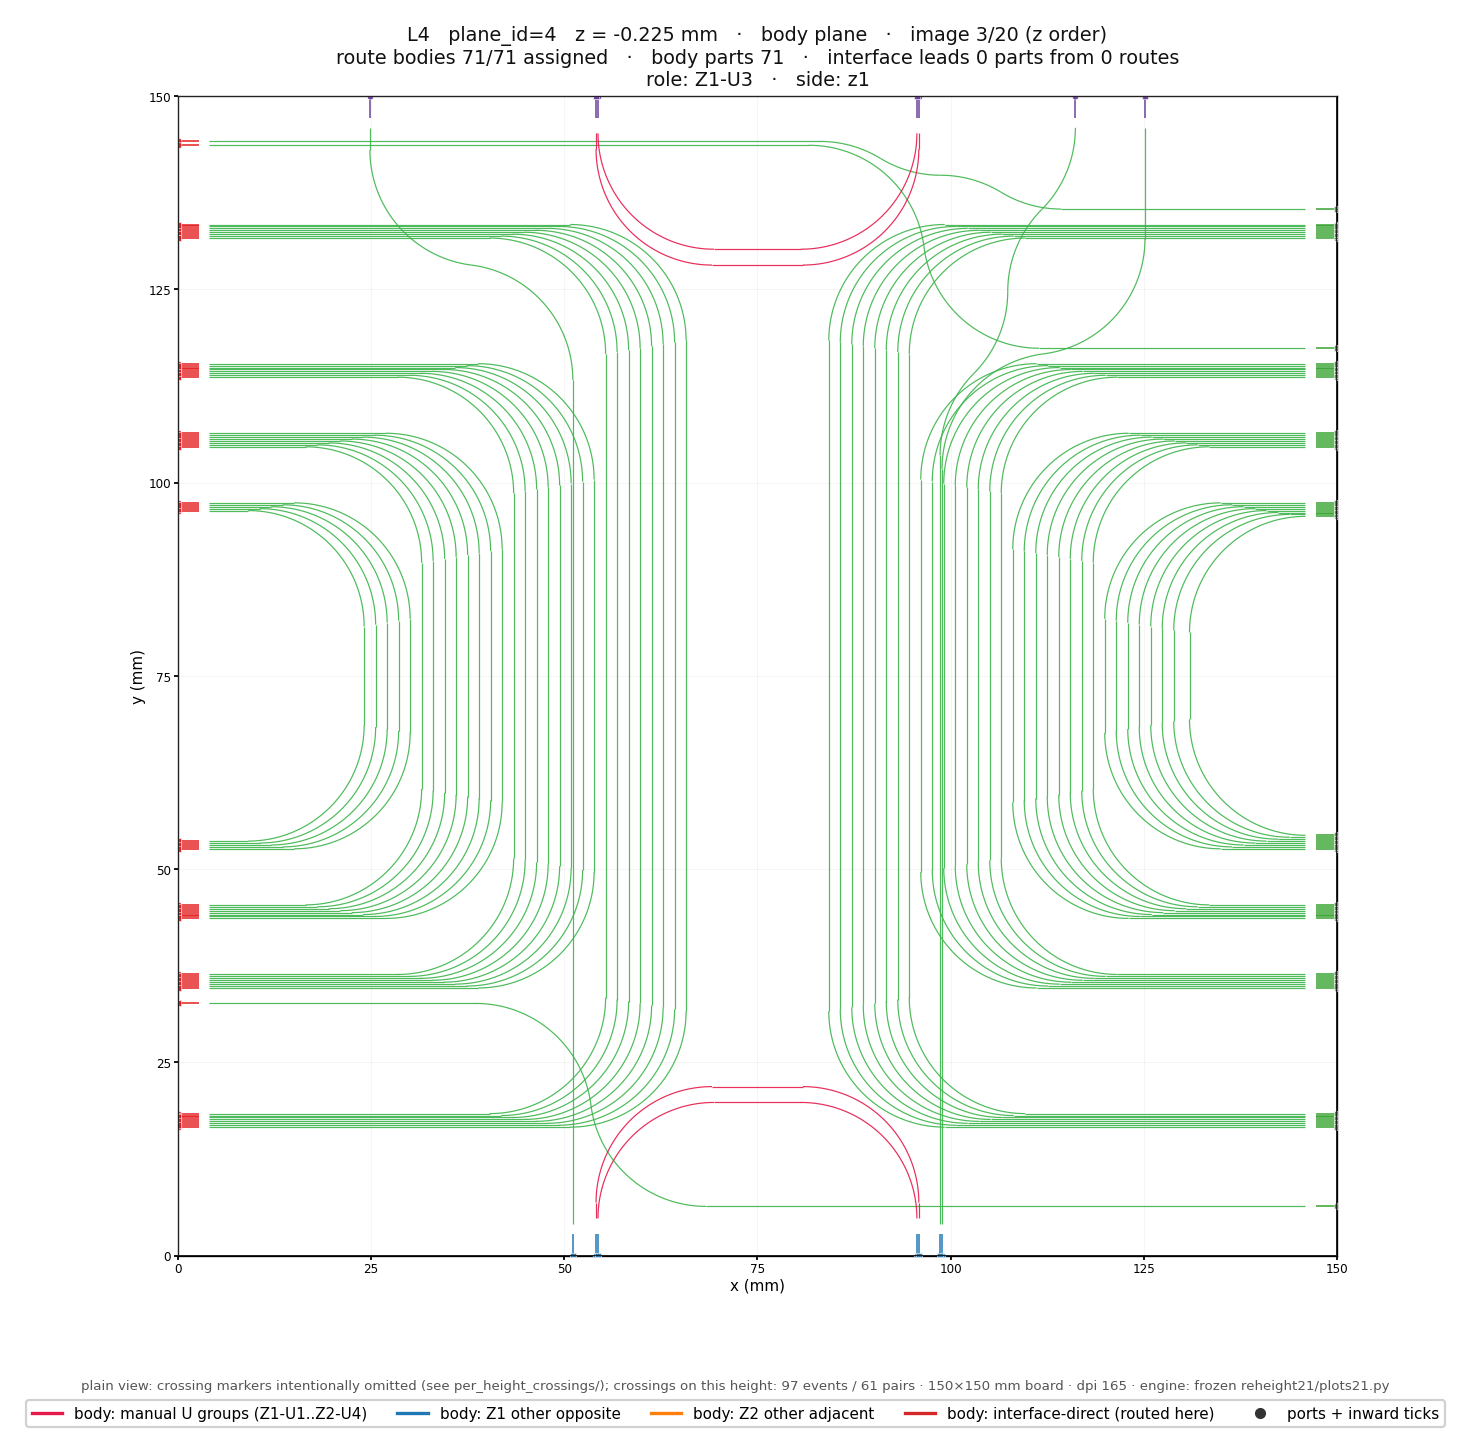 L4   plane_id=4   z = -0.225 mm   ·   body plane   ·   image 3/20 (z order)
route bodies 71/71 assigned   ·   body parts 71   ·   interface leads 0 parts from 0 routes
role: Z1-U3   ·   side: z1
150
125
100
75
50
25
0
y (mm)
0 25 50 75 100 125 150
x (mm)
plain view: crossing markers intentionally omitted (see per_height_crossings/); crossings on this height: 97 events / 61 pairs · 150×150 mm board · dpi 165 · engine: frozen reheight21/plots21.py
body: manual U groups (Z1-U1..Z2-U4) body: Z1 other opposite body: Z2 other adjacent body: interface-direct (routed here) ports + inward ticks